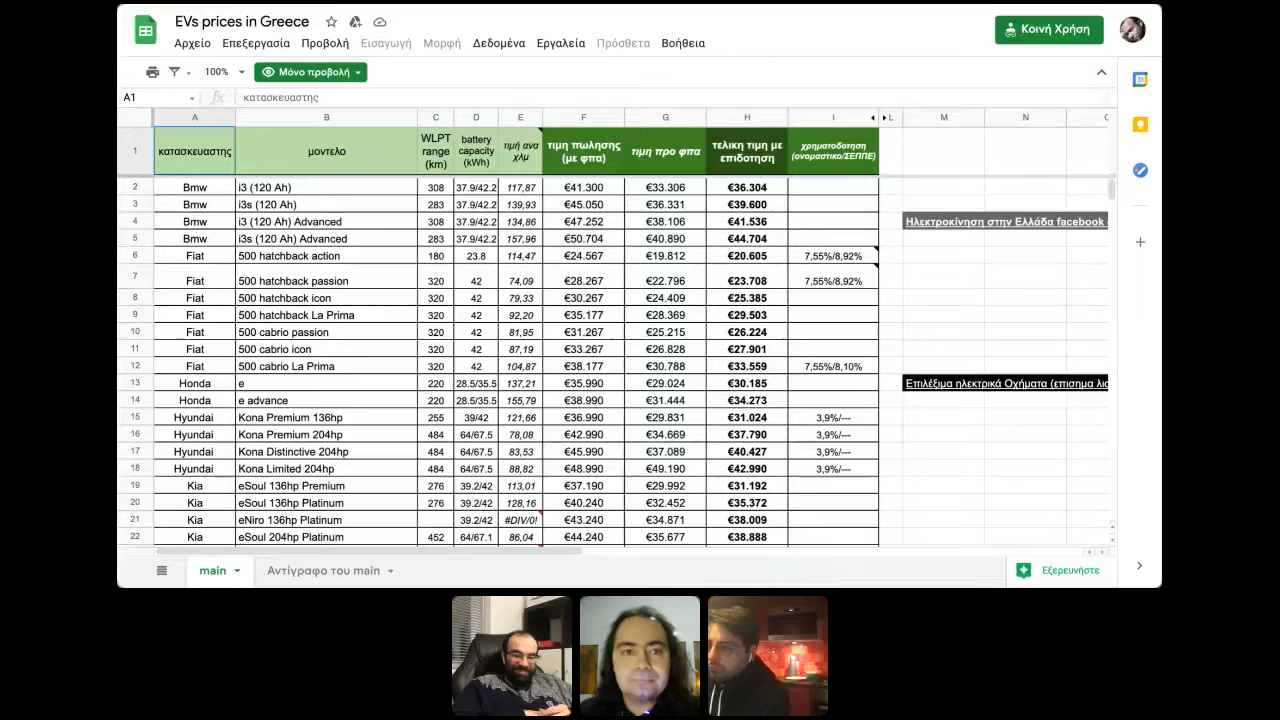 EVs prices in Greece
Αρχείο Επεξεργασία Προβολή Εισαγωγή Μορφή Δεδομένα Εργαλεία Πρόσθετα Βοήθεια
Κοινή Χρήση
100% Μόνο προβολή
A1 fx κατασκευαστης
A B C D E F G H I L M N
1 κατασκευαστης μοντελο WLPT range (km) battery capacity (kWh) τιμή ανα χλμ τιμη πωλησης (με φπα) τιμη προ φπα τελικη τιμη με επιδοτηση χρηματοδοτηση (ονομαστικο/ΣΕΠΠΕ)
2 Bmw i3 (120 Ah) 308 37.9/42.2 117,87 €41.300 €33.306 €36.304
3 Bmw i3s (120 Ah) 283 37.9/42.2 139,93 €45.050 €36.331 €39.600
4 Bmw i3 (120 Ah) Advanced 308 37.9/42.2 134,86 €47.252 €38.106 €41.536 Ηλεκτροκίνηση στην Ελλάδα facebook
5 Bmw i3s (120 Ah) Advanced 283 37.9/42.2 157,96 €50.704 €40.890 €44.704
6 Fiat 500 hatchback action 180 23.8 114,47 €24.567 €19.812 €20.605 7,55%/8,92%
7 Fiat 500 hatchback passion 320 42 74,09 €28.267 €22.796 €23.708 7,55%/8,92%
8 Fiat 500 hatchback icon 320 42 79,33 €30.267 €24.409 €25.385
9 Fiat 500 hatchback La Prima 320 42 92,20 €35.177 €28.369 €29.503
10 Fiat 500 cabrio passion 320 42 81,95 €31.267 €25.215 €26.224
11 Fiat 500 cabrio icon 320 42 87,19 €33.267 €26.828 €27.901
12 Fiat 500 cabrio La Prima 320 42 104,87 €38.177 €30.788 €33.559 7,55%/8,10%
13 Honda e 220 28.5/35.5 137,21 €35.990 €29.024 €30.185 Επιλέξιμα ηλεκτρικά Οχήματα (επισημα λισ
14 Honda e advance 220 28.5/35.5 155,79 €38.990 €31.444 €34.273
15 Hyundai Kona Premium 136hp 255 39/42 121,66 €36.990 €29.831 €31.024 3,9%/---
16 Hyundai Kona Premium 204hp 484 64/67.5 78,08 €42.990 €34.669 €37.790 3,9%/---
17 Hyundai Kona Distinctive 204hp 484 64/67.5 83,53 €45.990 €37.089 €40.427 3,9%/---
18 Hyundai Kona Limited 204hp 484 64/67.5 88,82 €48.990 €49.190 €42.990 3,9%/---
19 Kia eSoul 136hp Premium 276 39.2/42 113,01 €37.190 €29.992 €31.192
20 Kia eSoul 136hp Platinum 276 39.2/42 128,16 €40.240 €32.452 €35.372
21 Kia eNiro 136hp Platinum 39.2/42 #DIV/0! €43.240 €34.871 €38.009
22 Kia eSoul 204hp Platinum 452 64/67.1 86,04 €44.240 €35.677 €38.888
main Αντίγραφο του main Εξερευνήστε